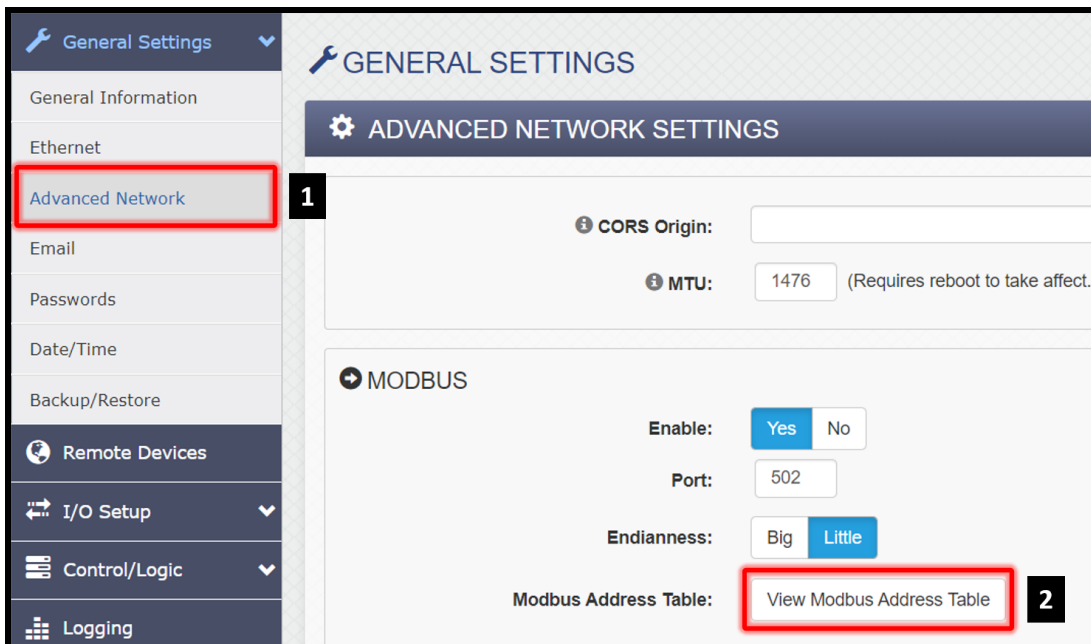 General Settings
General Information
Ethernet
Advanced Network
1
Email
Passwords
Date/Time
Backup/Restore
Remote Devices
I/O Setup
Control/Logic
Logging
GENERAL SETTINGS
ADVANCED NETWORK SETTINGS
CORS Origin:
MTU: 1476 (Requires reboot to take affect.
MODBUS
Enable: Yes No
Port: 502
Endianness: Big Little
Modbus Address Table: View Modbus Address Table 2